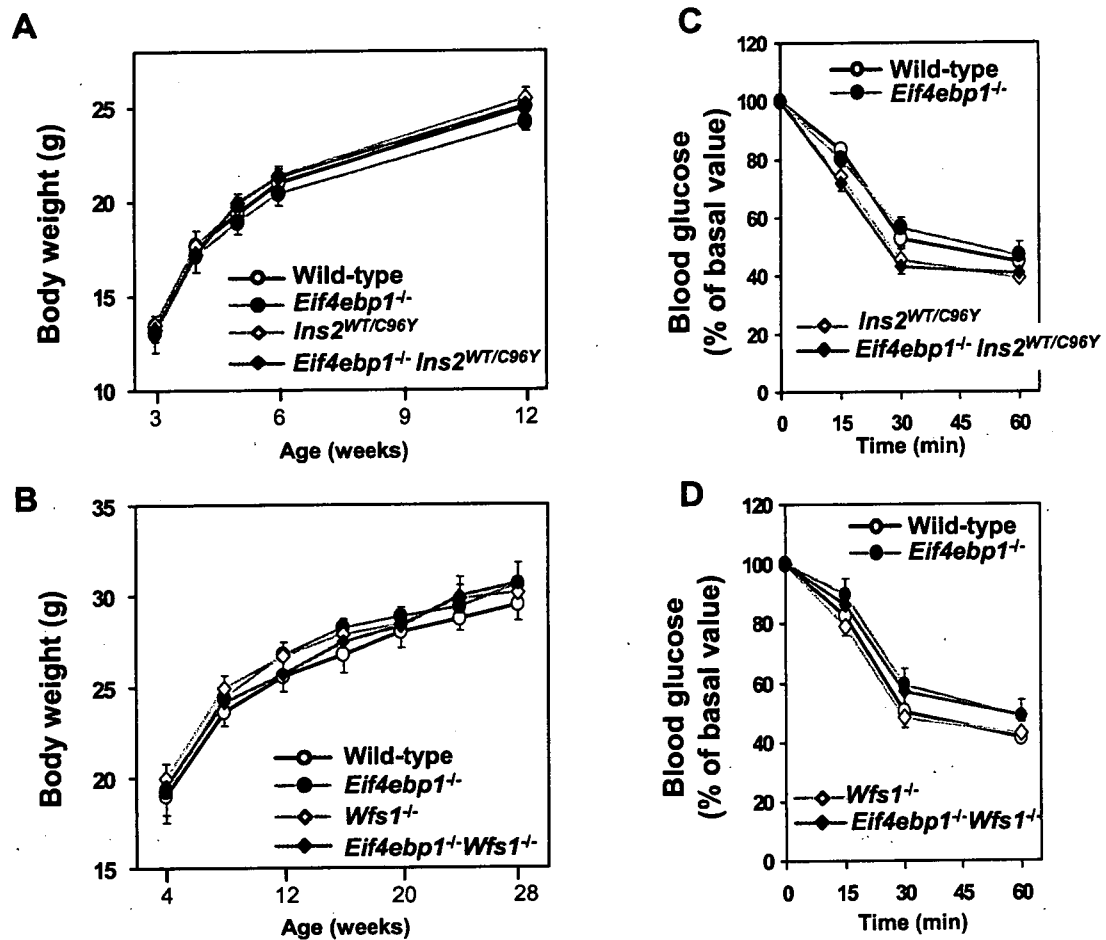 A
Body weight (g)
25
20
15
10
Wild-type
Eif4ebp1-/-
Ins2WT/C96Y
Eif4ebp1-/- Ins2WT/C96Y
3 6 9 12
Age (weeks)
C
Blood glucose
(% of basal value)
120
100
80
60
40
20
0
Wild-type
Eif4ebp1-/-
Ins2WT/C96Y
Eif4ebp1-/- Ins2WT/C96Y
0 15 30 45 60
Time (min)
B
Body weight (g)
35
30
25
20
15
Wild-type
Eif4ebp1-/-
Wfs1-/-
Eif4ebp1-/-Wfs1-/-
4 12 20 28
Age (weeks)
D
Blood glucose
(% of basal value)
120
100
80
60
40
20
0
Wild-type
Eif4ebp1-/-
Wfs1-/-
Eif4ebp1-/-Wfs1-/-
0 15 30 45 60
Time (min)